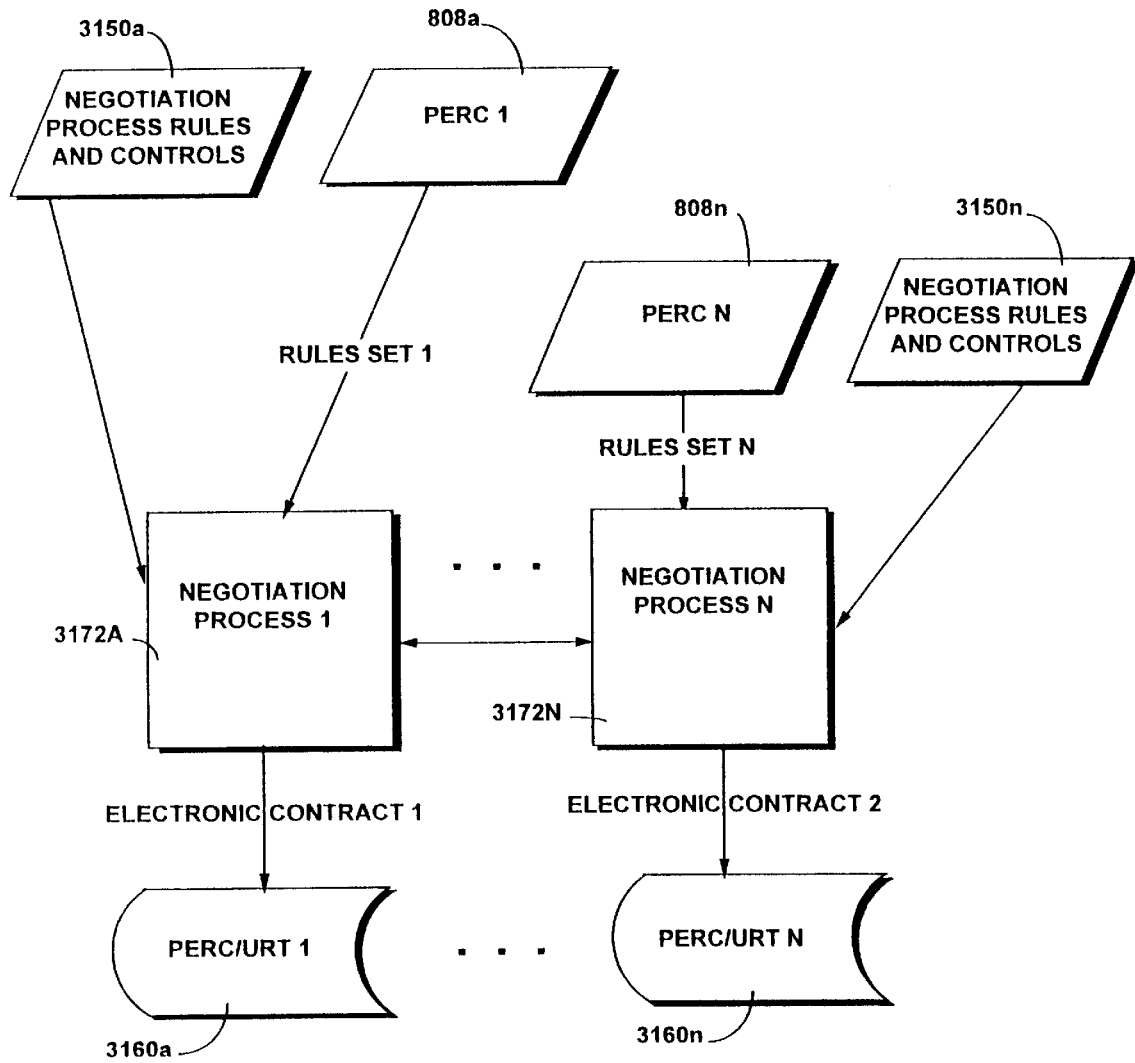 3150a
808a
NEGOTIATION
PROCESS RULES
AND CONTROLS
PERC 1
808n
3150n
PERC N
NEGOTIATION
PROCESS RULES
AND CONTROLS
RULES SET 1
RULES SET N
NEGOTIATION
PROCESS 1
. . .
NEGOTIATION
PROCESS N
3172A
3172N
ELECTRONIC CONTRACT 1
ELECTRONIC CONTRACT 2
PERC/URT 1
. . .
PERC/URT N
3160a
3160n